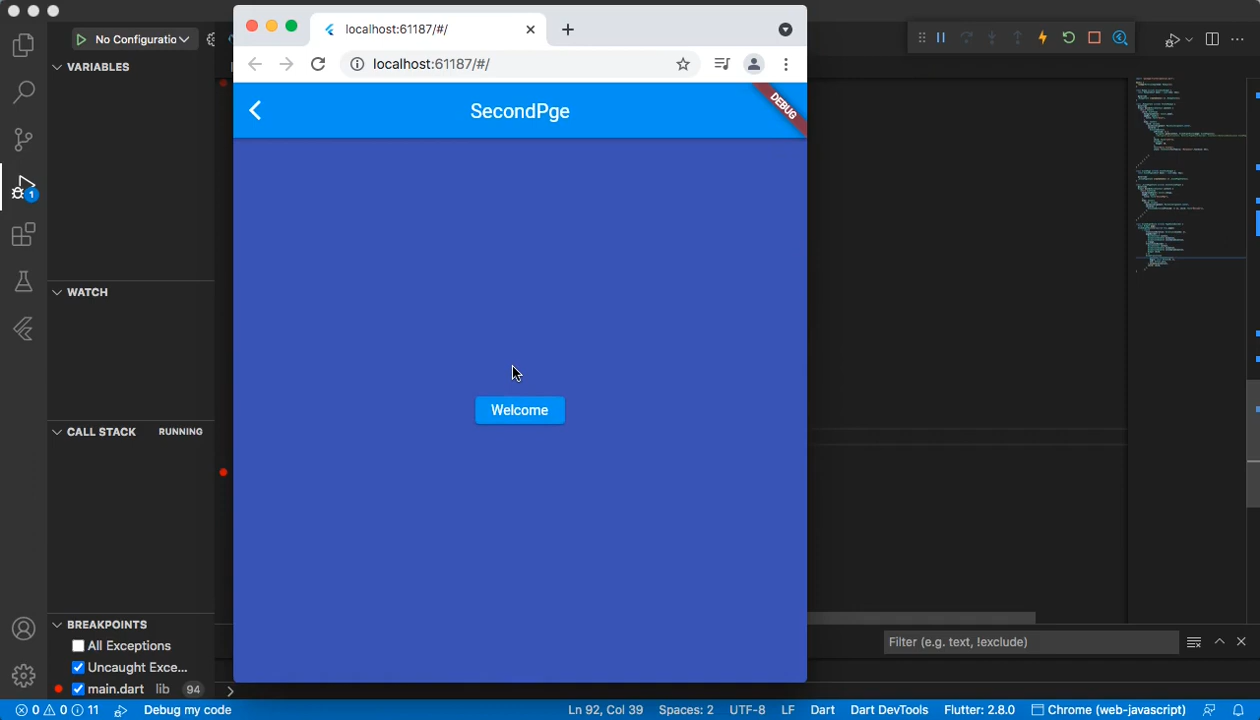 No Configuratio
localhost:61187/#/
localhost:61187/#/
VARIABLES
SecondPge
DEBUG
1
WATCH
Welcome
CALL STACK RUNNING
BREAKPOINTS
All Exceptions
Uncaught Exce...
main.dart lib 94
Filter (e.g. text, !exclude)
0 0 11 Debug my code Ln 92, Col 39 Spaces: 2 UTF-8 LF Dart Dart DevTools Flutter: 2.8.0 Chrome (web-javascript)